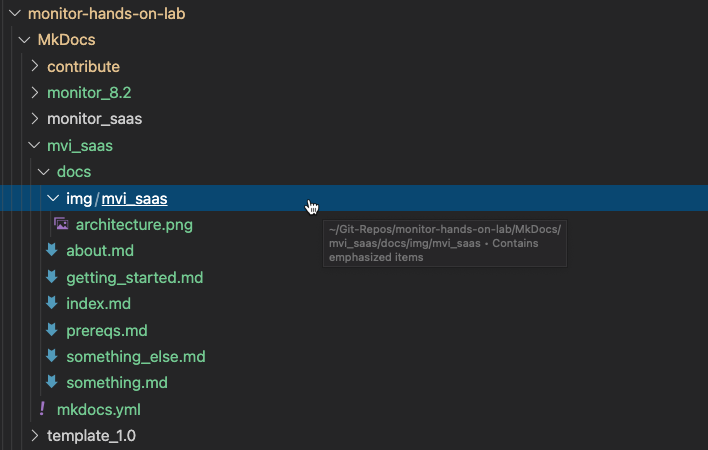 monitor-hands-on-lab
MkDocs
contribute
monitor_8.2
monitor_saas
mvi_saas
docs
img/mvi_saas
architecture.png
~/Git-Repos/monitor-hands-on-lab/MkDocs/
mvi_saas/docs/img/mvi_saas • Contains
emphasized items
about.md
getting_started.md
index.md
prereqs.md
something_else.md
something.md
! mkdocs.yml
template_1.0